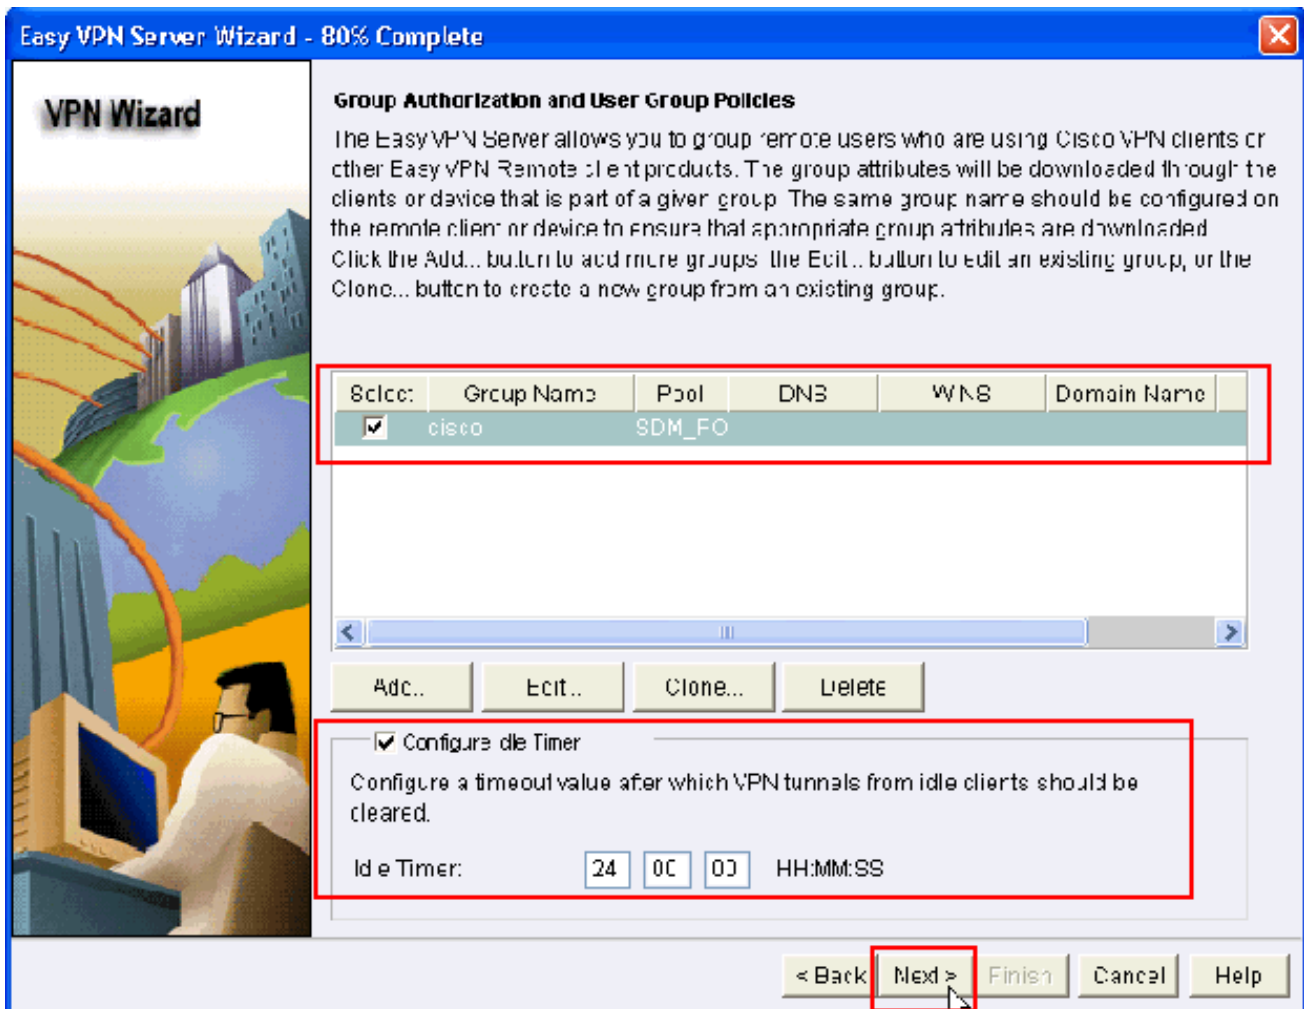 Easy VPN Server Wizard - 80% Complete
VPN Wizard
Group Authorization and User Group Policies
The Easy VPN Server allows you to group remote users who are using Cisco VPN clients or
other Easy VPN Remote client products. The group attributes will be downloaded through the
clients or device that is part of a given group. The same group name should be configured on
the remote client or device to ensure that appropriate group attributes are downloaded.
Click the Add... button to add more groups, the Edit... button to edit an existing group, or the
Clone... button to create a new group from an existing group.
Select Group Name Pool DNS WINS Domain Name
cisco SDM_PO
Add... Edit... Clone... Delete
Configure Idle Timer
Configure a timeout value after which VPN tunnels from idle clients should be
cleared.
Idle Timer: 24 00 00 HH:MM:SS
< Back Next > Finish Cancel Help